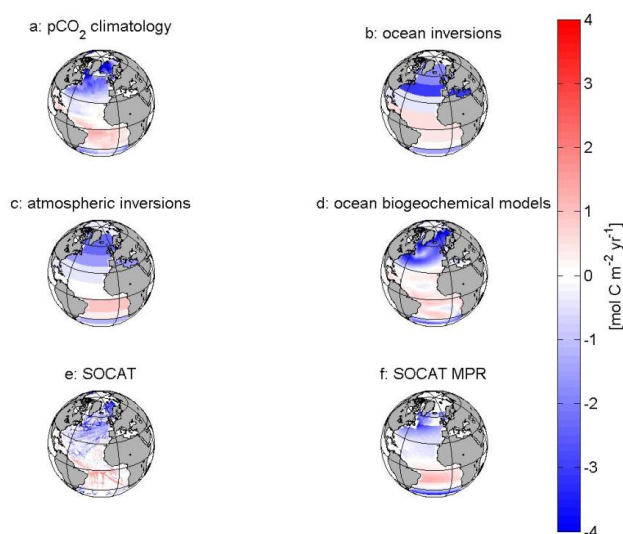 a: pCO₂ climatology
b: ocean inversions
c: atmospheric inversions
d: ocean biogeochemical models
e: SOCAT
f: SOCAT MPR
4
3
2
1
0
-1
-2
-3
-4
[mol C m⁻² yr⁻¹]